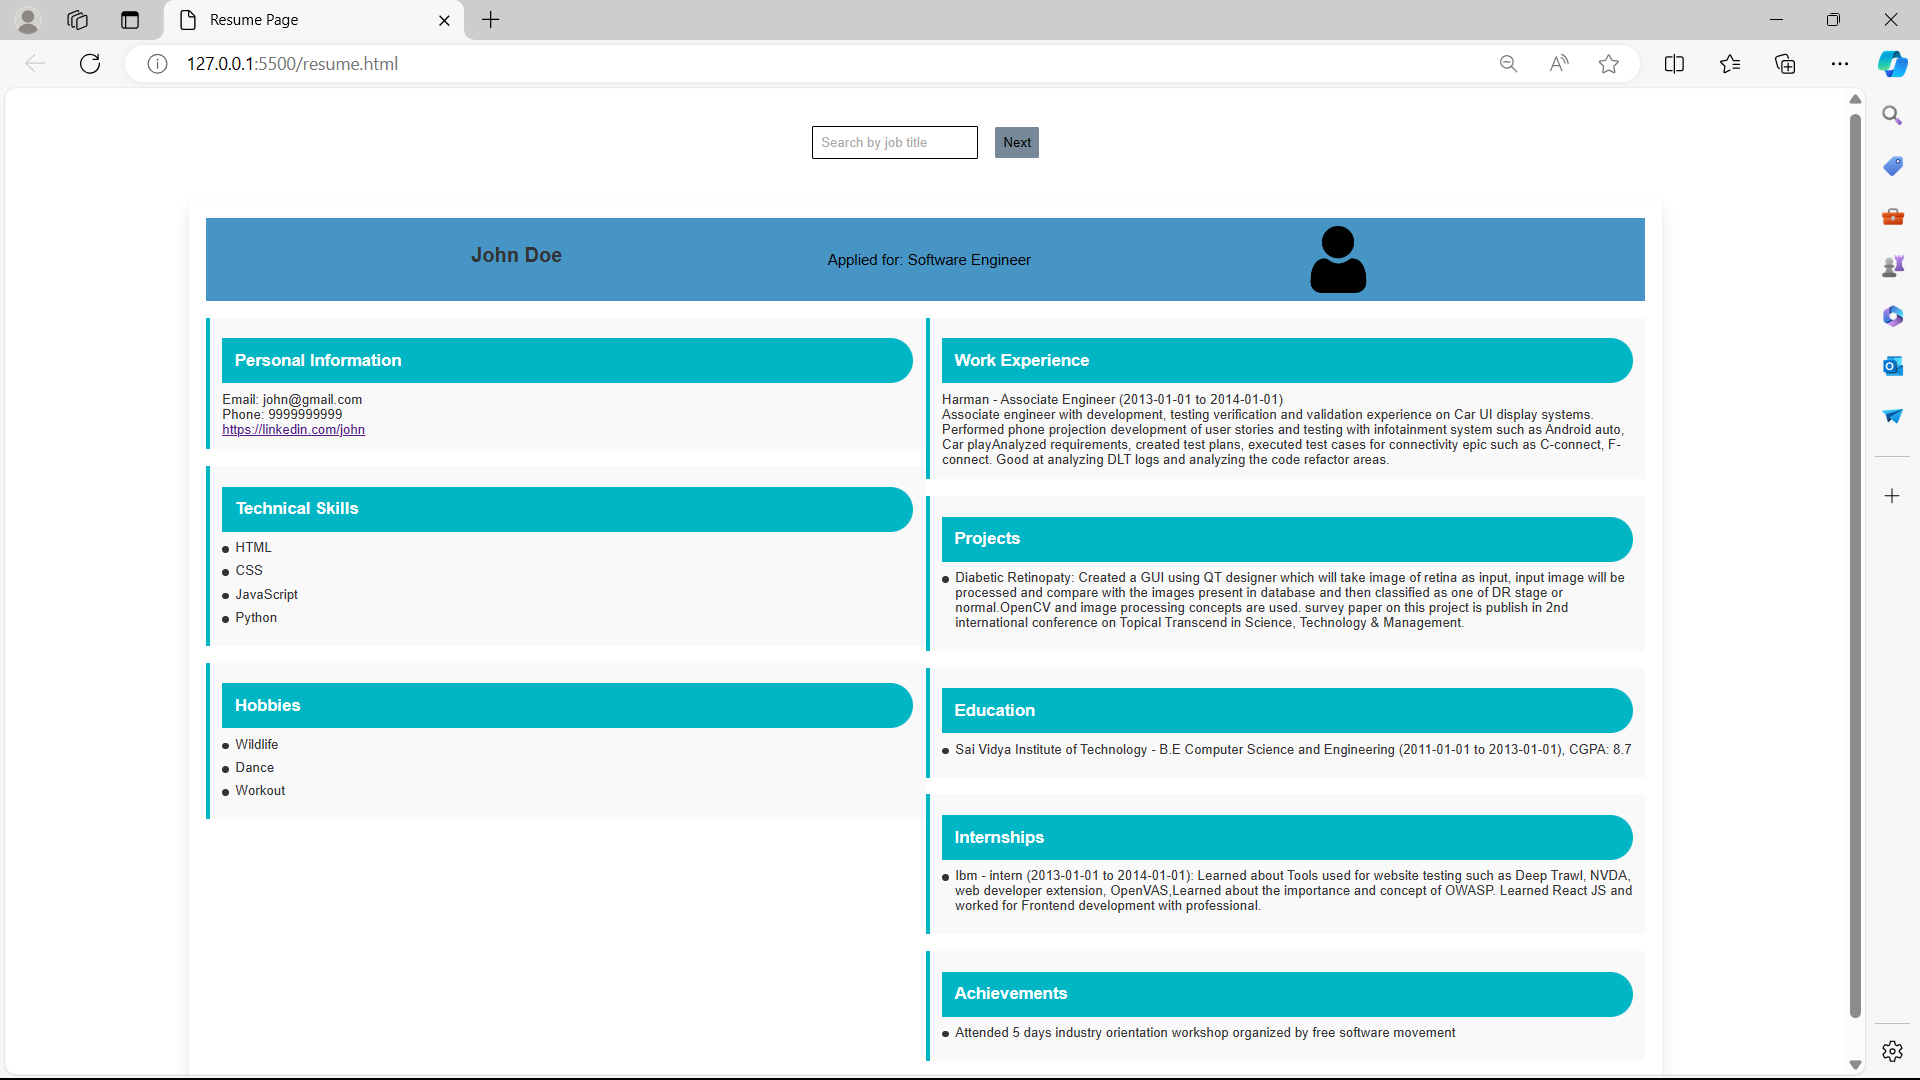 Resume Page
127.0.0.1:5500/resume.html
Search by job title
Next
John Doe
Applied for: Software Engineer
Personal Information
Email: john@gmail.com
Phone: 9999999999
https://linkedin.com/john
Technical Skills
HTML
CSS
JavaScript
Python
Hobbies
Wildlife
Dance
Workout
Work Experience
Harman - Associate Engineer (2013-01-01 to 2014-01-01)
Associate engineer with development, testing verification and validation experience on Car UI display systems.
Performed phone projection development of user stories and testing with infotainment system such as Android auto,
Car playAnalyzed requirements, created test plans, executed test cases for connectivity epic such as C-connect, F-
connect. Good at analyzing DLT logs and analyzing the code refactor areas.
Projects
Diabetic Retinopaty: Created a GUI using QT designer which will take image of retina as input, input image will be
processed and compare with the images present in database and then classified as one of DR stage or
normal.OpenCV and image processing concepts are used. survey paper on this project is publish in 2nd
international conference on Topical Transcend in Science, Technology & Management.
Education
Sai Vidya Institute of Technology - B.E Computer Science and Engineering (2011-01-01 to 2013-01-01), CGPA: 8.7
Internships
Ibm - intern (2013-01-01 to 2014-01-01): Learned about Tools used for website testing such as Deep Trawl, NVDA,
web developer extension, OpenVAS,Learned about the importance and concept of OWASP. Learned React JS and
worked for Frontend development with professional.
Achievements
Attended 5 days industry orientation workshop organized by free software movement